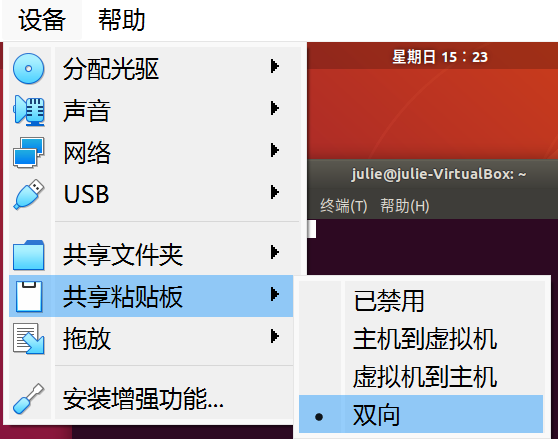 设备 帮助
分配光驱
星期日 15：23
声音
网络
julie@julie-VirtualBox: ~
USB
终端(T) 帮助(H)
共享文件夹
共享粘贴板
已禁用
拖放
主机到虚拟机
虚拟机到主机
安装增强功能...
双向